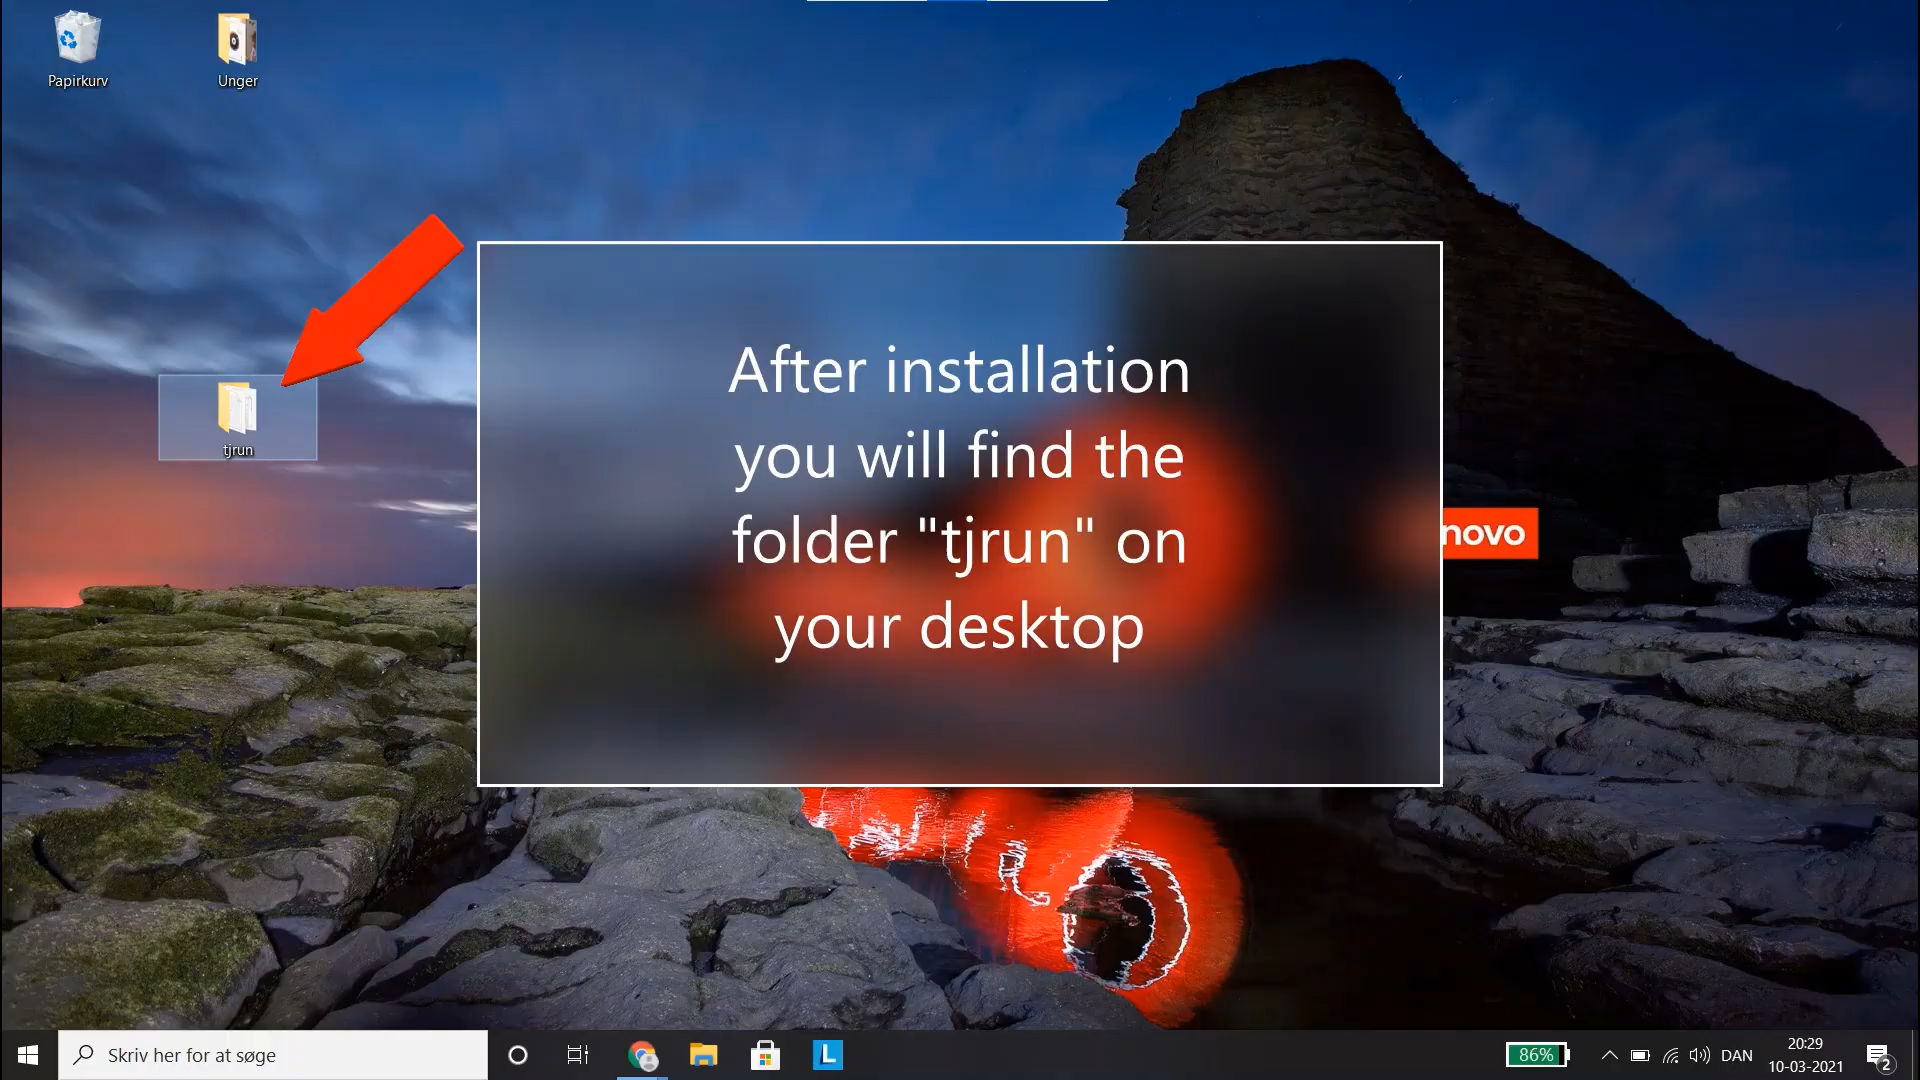 Papirkurv
Unger
tjrun
After installation
you will find the
folder "tjrun" on
your desktop
novo
Skriv her for at søge
L
86%
DAN
20:29
10-03-2021
2